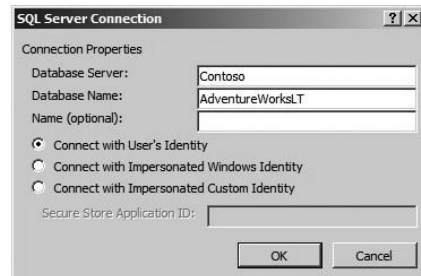 SQL Server Connection
Connection Properties
Database Server: Contoso
Database Name: AdventureWorksLT
Name (optional):
Connect with User's Identity
Connect with Impersonated Windows Identity
Connect with Impersonated Custom Identity
Secure Store Application ID:
OK Cancel